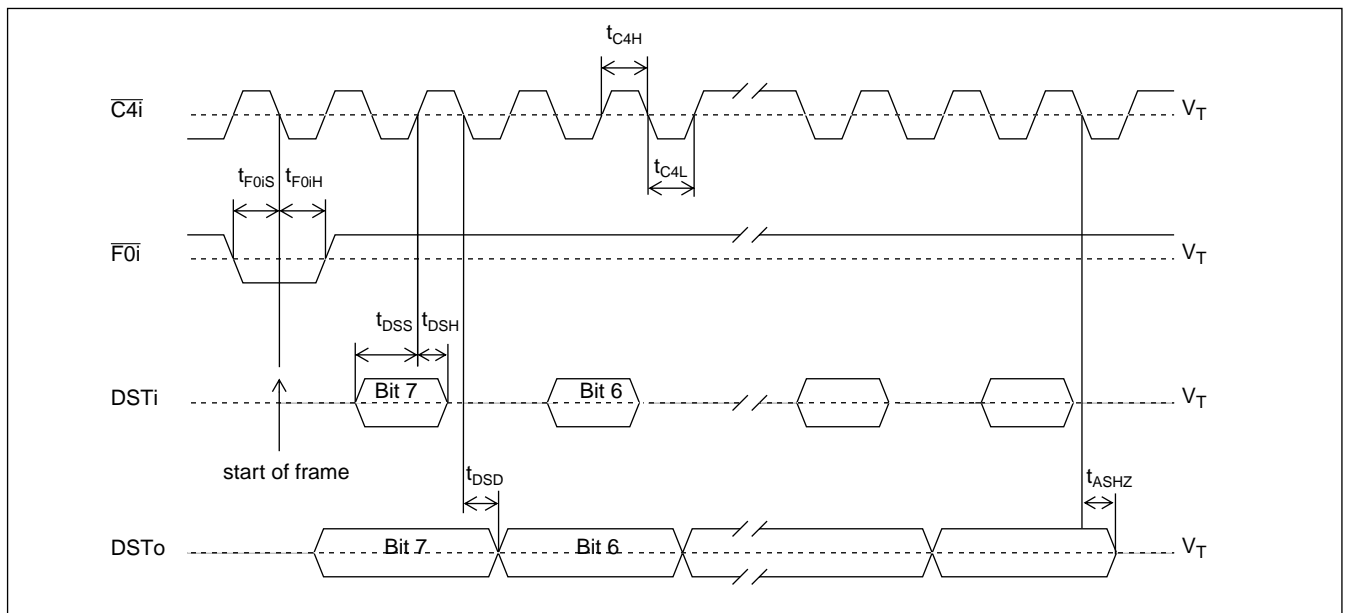 tC4H
C4i
VT
tF0iS
tF0iH
tC4L
F0i
VT
tDSS
tDSH
DSTi
Bit 7
Bit 6
VT
start of frame
tDSD
tASHZ
DSTo
Bit 7
Bit 6
VT